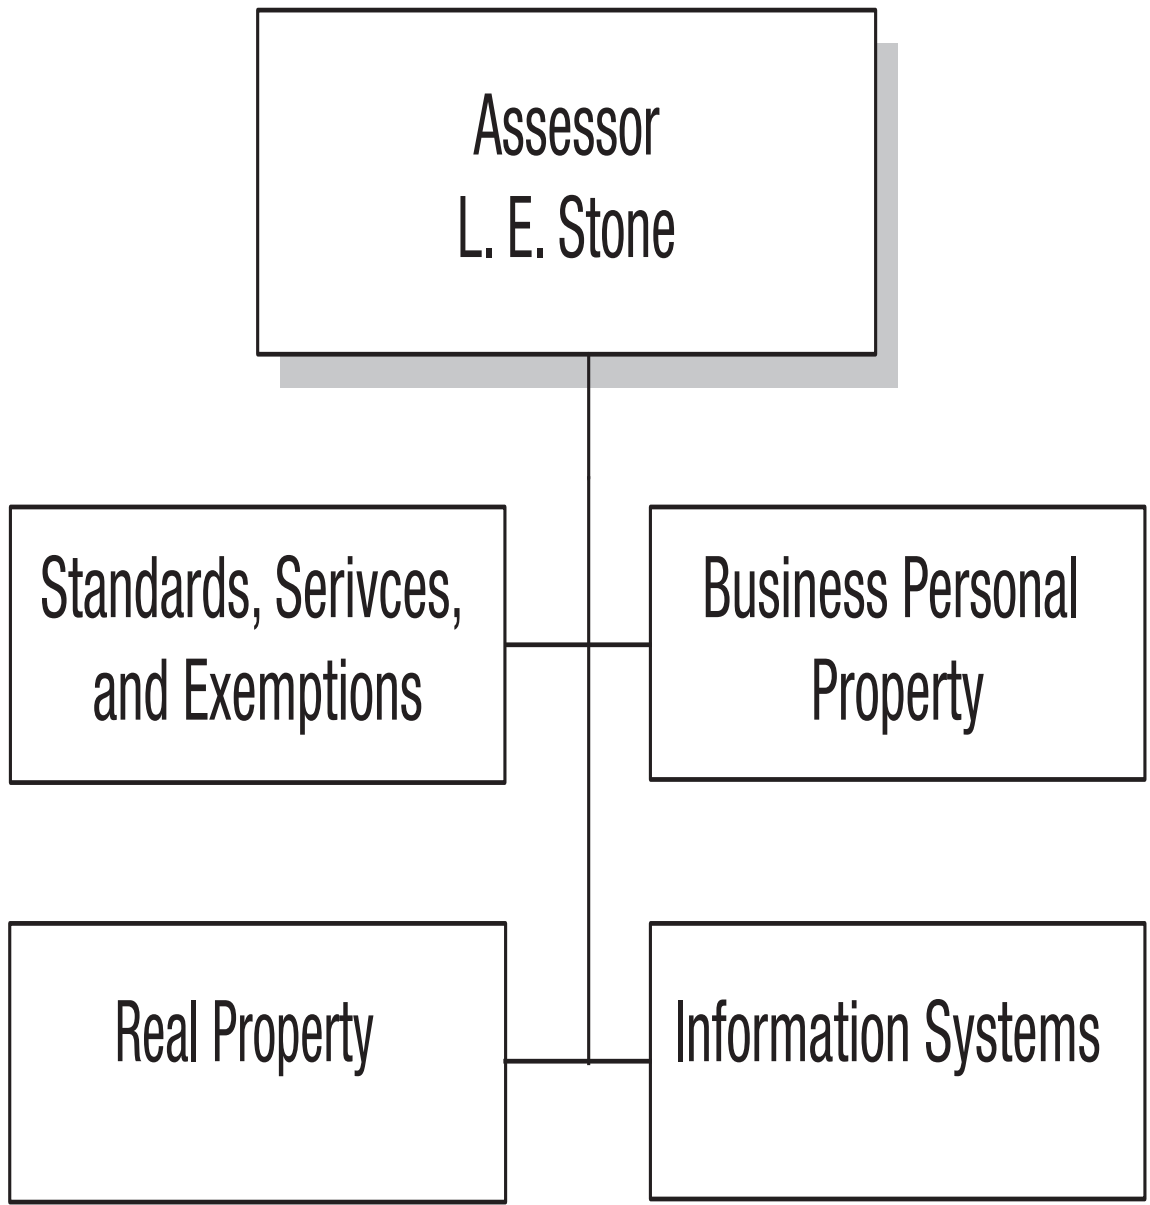 Assessor
L. E. Stone
Standards, Serivces,
and Exemptions
Business Personal
Property
Real Property
Information Systems